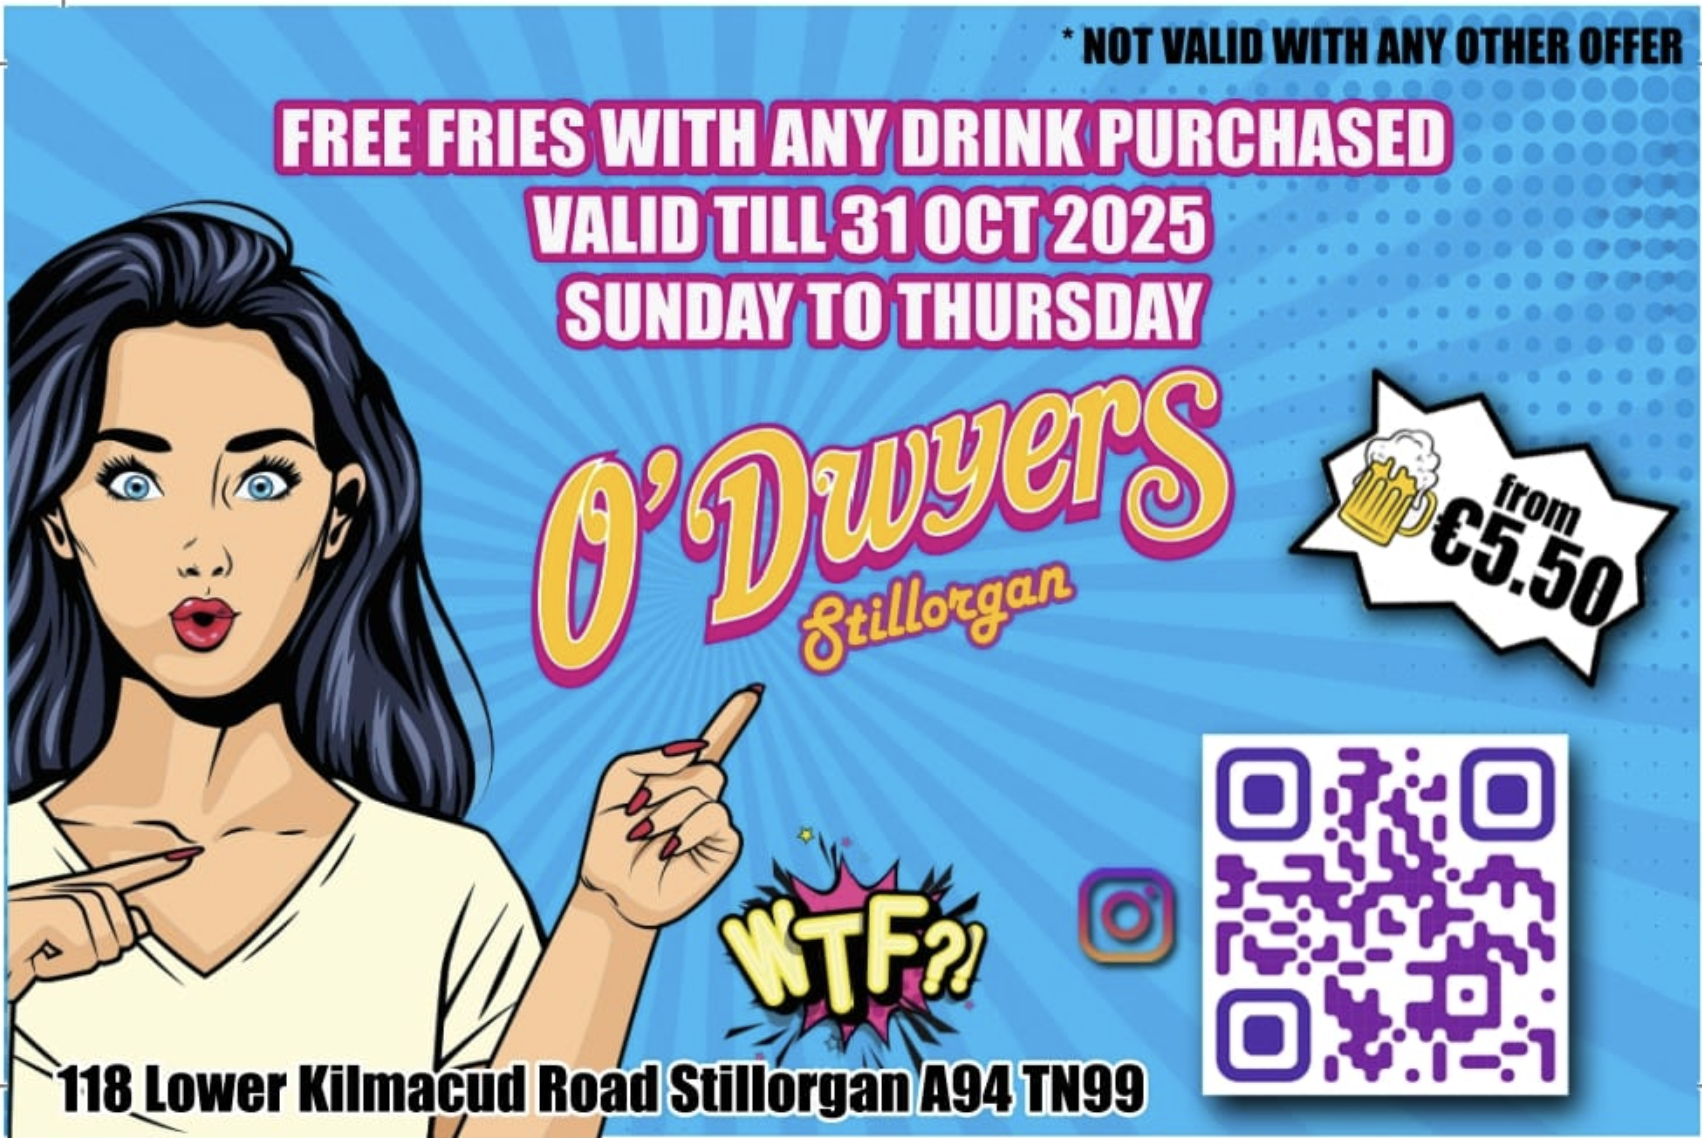 * NOT VALID WITH ANY OTHER OFFER
FREE FRIES WITH ANY DRINK PURCHASED
VALID TILL 31 OCT 2025
SUNDAY TO THURSDAY
O'Dwyers
Stillorgan
from
€5.50
WTF?!
118 Lower Kilmacud Road Stillorgan A94 TN99